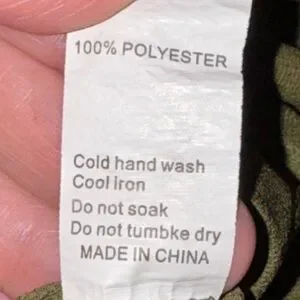 100% POLYESTER
Cold hand wash
Cool iron
Do not soak
Do not tumbke dry
MADE IN CHINA